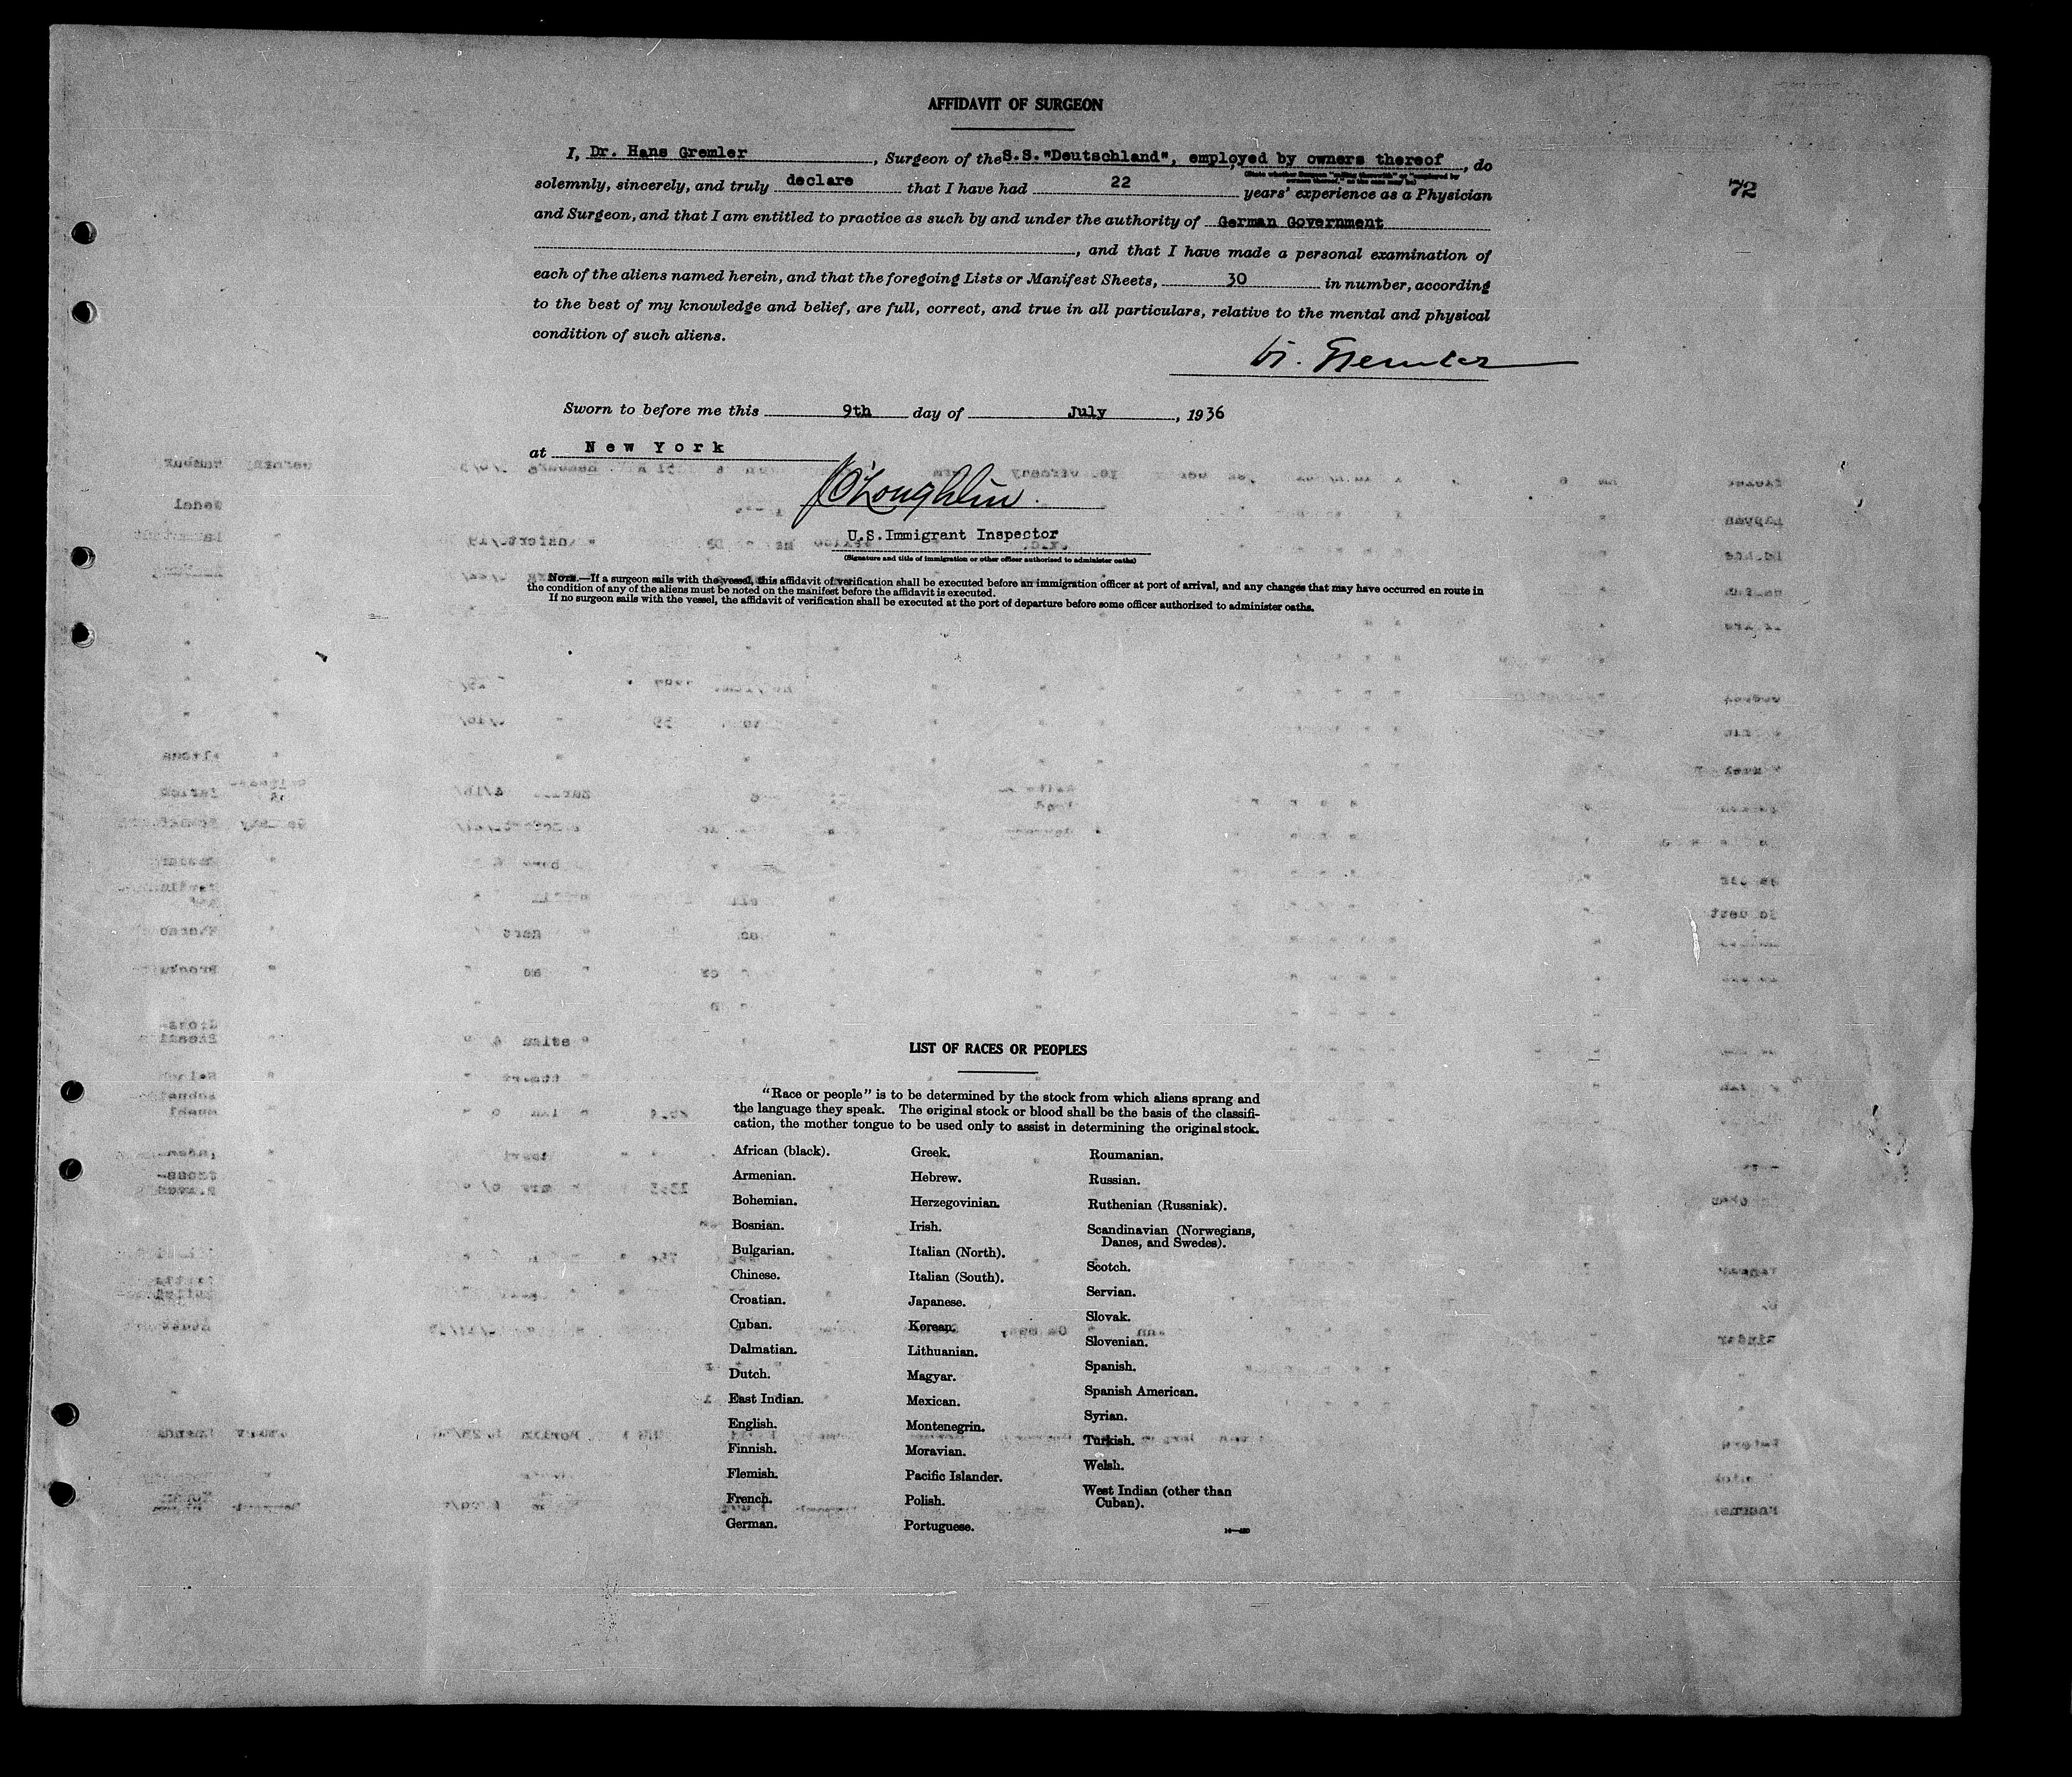 AFFIDAVIT OF SURGEON
I, Dr. Hans Gremler, Surgeon of the S.S."Deutschland", employed by owners thereof, do
(State whether Surgeon "sailing therewith" or "employed by owners thereof," as the case may be)
solemnly, sincerely, and truly declare that I have had 22 years' experience as a Physician
72
and Surgeon, and that I am entitled to practice as such by and under the authority of German Government
, and that I have made a personal examination of
each of the aliens named herein, and that the foregoing Lists or Manifest Sheets, 30 in number, according
to the best of my knowledge and belief, are full, correct, and true in all particulars, relative to the mental and physical
condition of such aliens.
Gremler
Sworn to before me this 9th day of July, 1936
at New York
O'Loughlin
U.S.Immigrant Inspector
(Signature and title of immigration or other officer authorized to administer oaths)
NOTE.—If a surgeon sails with the vessel, this affidavit of verification shall be executed before an immigration officer at port of arrival, and any changes that may have occurred en route in
the condition of any of the aliens must be noted on the manifest before the affidavit is executed.
If no surgeon sails with the vessel, the affidavit of verification shall be executed at the port of departure before some officer authorized to administer oaths.
LIST OF RACES OR PEOPLES
"Race or people" is to be determined by the stock from which aliens sprang and
the language they speak. The original stock or blood shall be the basis of the classifi-
cation, the mother tongue to be used only to assist in determining the original stock.
African (black).
Armenian.
Bohemian.
Bosnian.
Bulgarian.
Chinese.
Croatian.
Cuban.
Dalmatian.
Dutch.
East Indian.
English.
Finnish.
Flemish.
French.
German.
Greek.
Hebrew.
Herzegovinian.
Irish.
Italian (North).
Italian (South).
Japanese.
Korean.
Lithuanian.
Magyar.
Mexican.
Montenegrin.
Moravian.
Pacific Islander.
Polish.
Portuguese.
Roumanian.
Russian.
Ruthenian (Russniak).
Scandinavian (Norwegians,
Danes, and Swedes).
Scotch.
Servian.
Slovak.
Slovenian.
Spanish.
Spanish American.
Syrian.
Turkish.
Welsh.
West Indian (other than
Cuban).